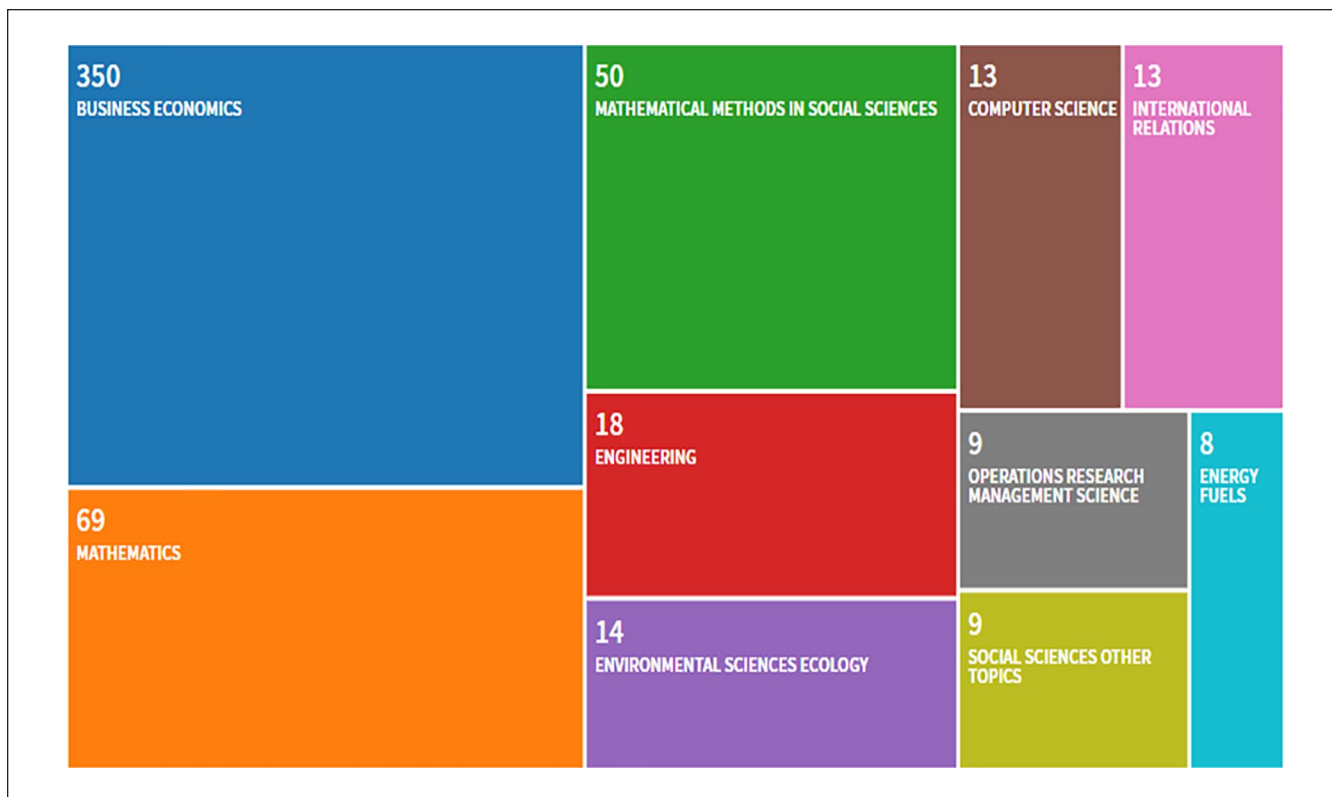 350
BUSINESS ECONOMICS
69
MATHEMATICS
50
MATHEMATICAL METHODS IN SOCIAL SCIENCES
18
ENGINEERING
14
ENVIRONMENTAL SCIENCES ECOLOGY
13
COMPUTER SCIENCE
13
INTERNATIONAL
RELATIONS
9
OPERATIONS RESEARCH
MANAGEMENT SCIENCE
9
SOCIAL SCIENCES OTHER
TOPICS
8
ENERGY
FUELS